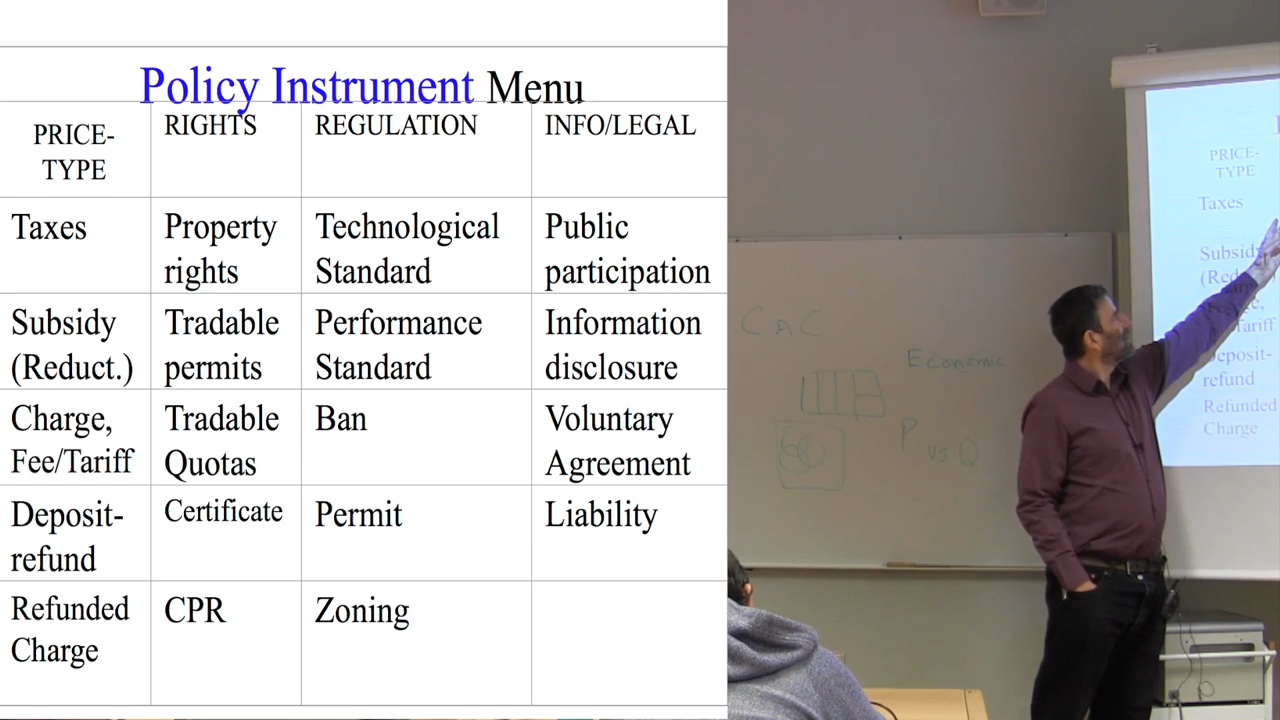 Policy Instrument Menu
PRICE-
TYPE
RIGHTS
REGULATION
INFO/LEGAL
Taxes
Property
rights
Technological
Standard
Public
participation
Subsidy
(Reduct.)
Tradable
permits
Performance
Standard
Information
disclosure
Charge,
Fee/Tariff
Tradable
Quotas
Ban
Voluntary
Agreement
Deposit-
refund
Certificate
Permit
Liability
Refunded
Charge
CPR
Zoning
CAC
Economic
P
vs Q
PRICE-
TYPE
Taxes
Subsidy
Deposit-
refund
Refunded
Charge